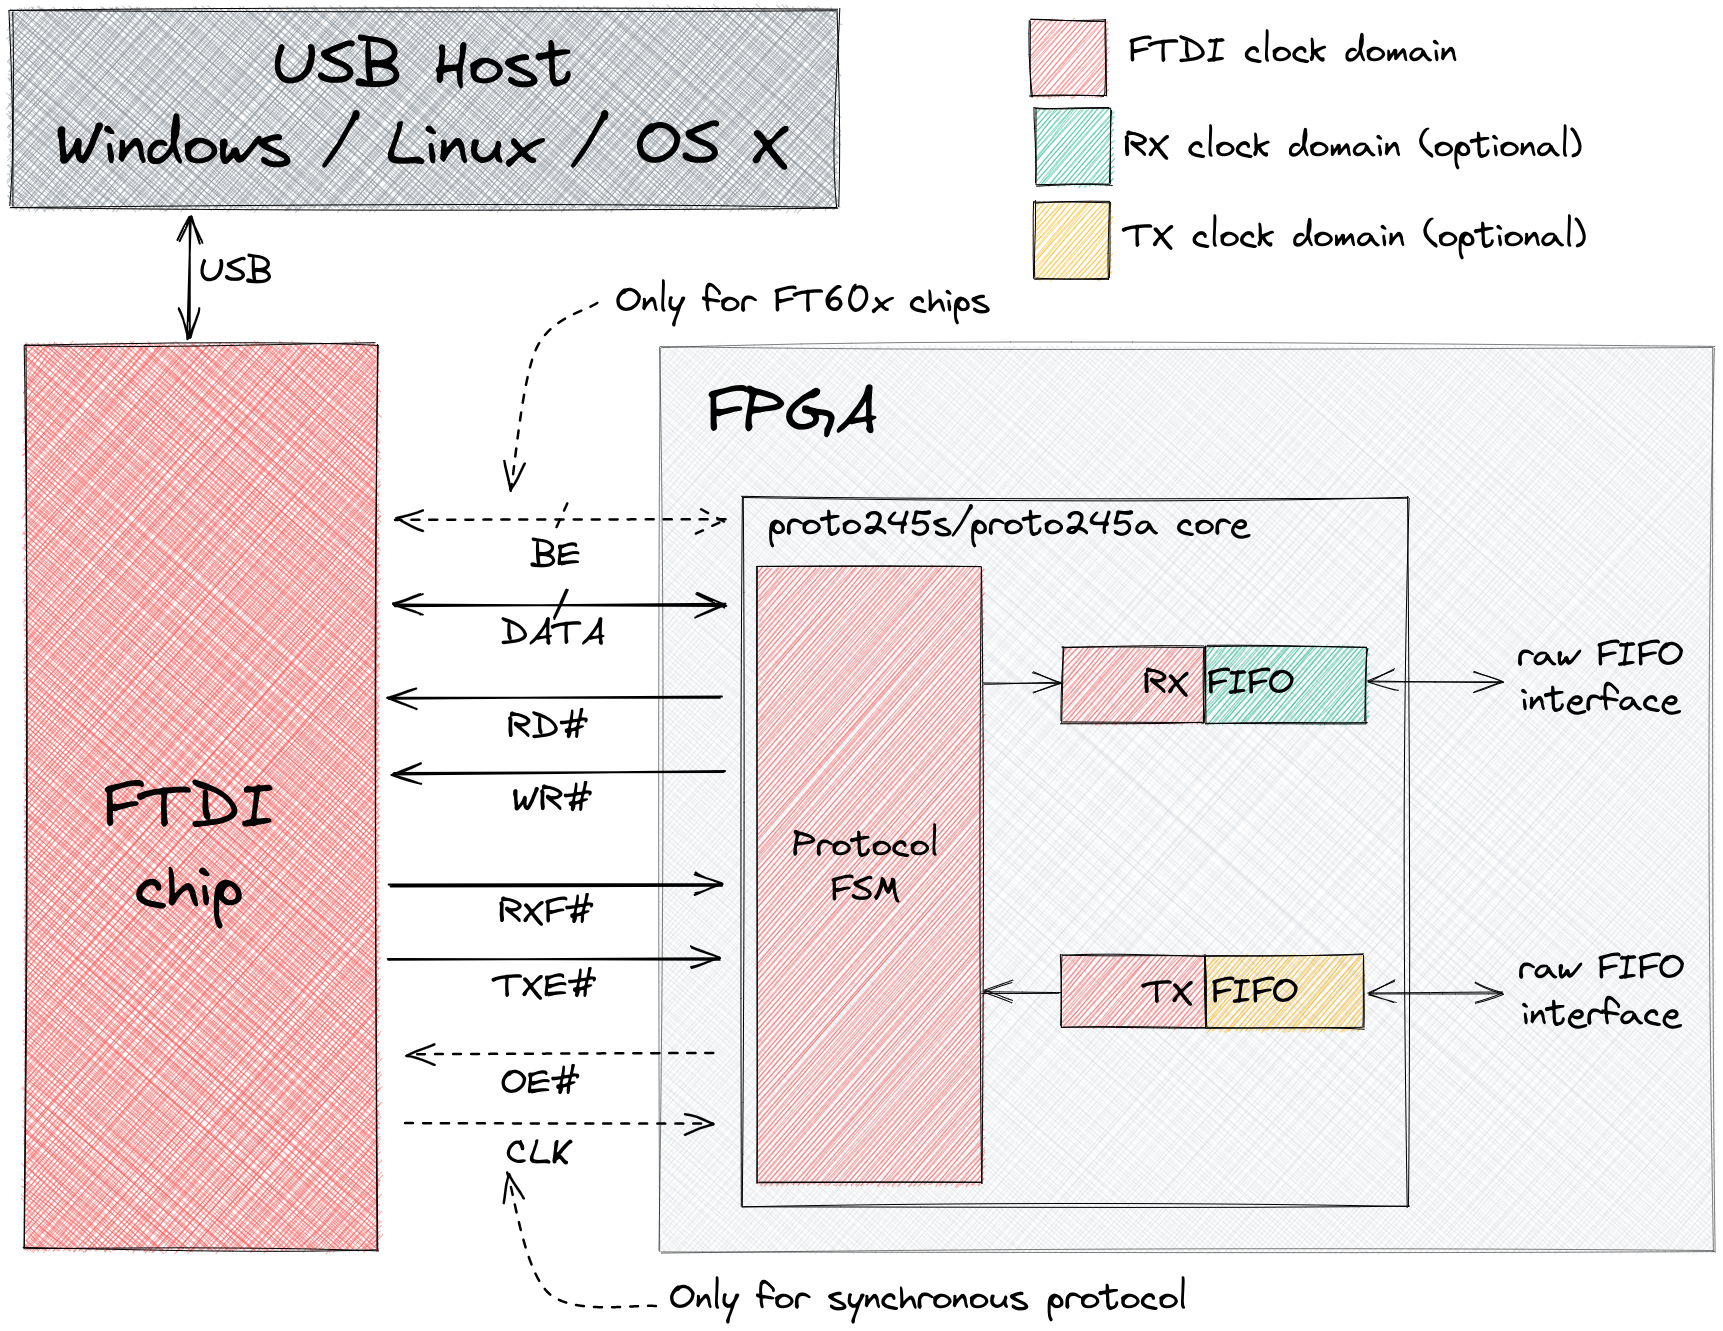 USB Host
Windows / Linux / OS X
FTDI clock domain
RX clock domain (optional)
TX clock domain (optional)
USB
Only for FT60x chips
FPGA
proto245s/proto245a core
BE
DATA
RD#
WR#
RXF#
TXE#
OE#
CLK
FTDI
chip
Protocol
FSM
RX FIFO
raw FIFO
interface
TX FIFO
raw FIFO
interface
Only for synchronous protocol